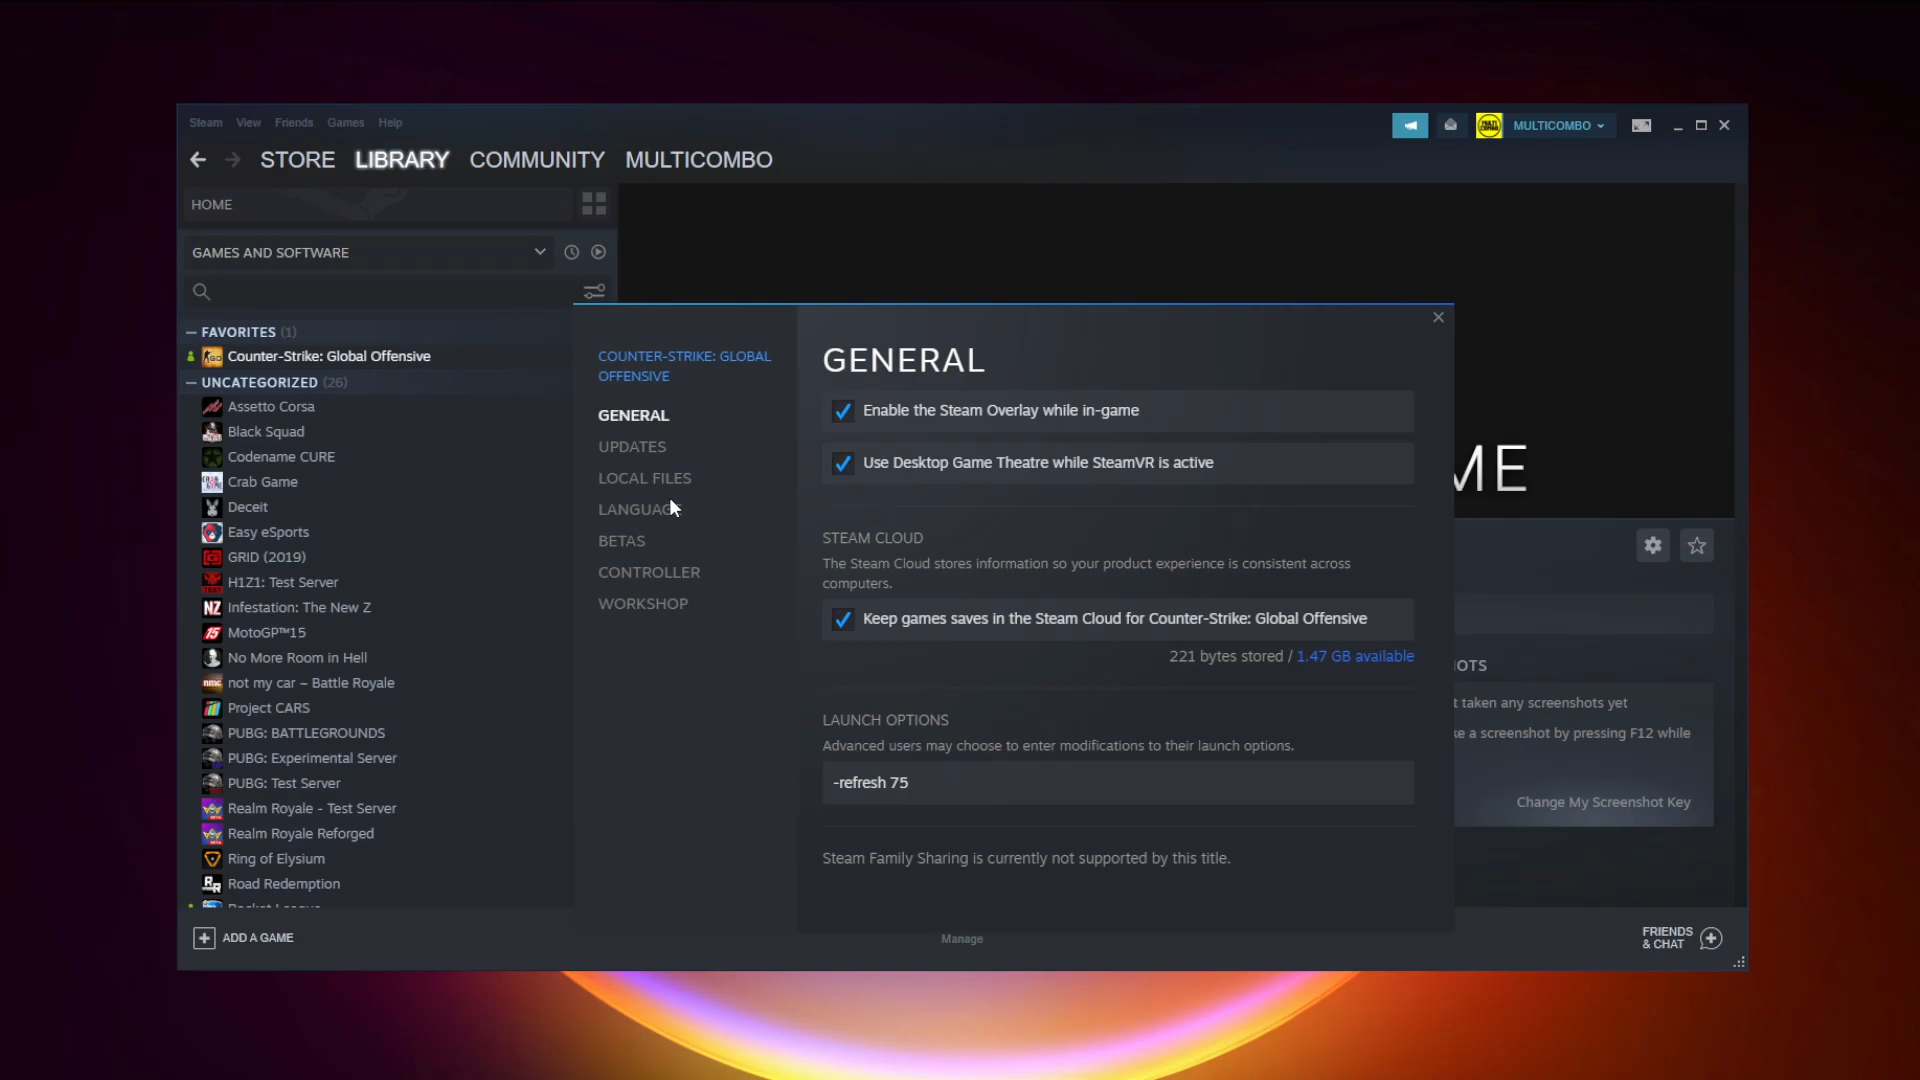 Steam View Friends Games Help
MULTICOMBO
STORE LIBRARY COMMUNITY MULTICOMBO
HOME
GAMES AND SOFTWARE
FAVORITES (1)
Counter-Strike: Global Offensive
UNCATEGORIZED (26)
Assetto Corsa
Black Squad
Codename CURE
Crab Game
Deceit
Easy eSports
GRID (2019)
H1Z1: Test Server
Infestation: The New Z
MotoGP™15
No More Room in Hell
not my car – Battle Royale
Project CARS
PUBG: BATTLEGROUNDS
PUBG: Experimental Server
PUBG: Test Server
Realm Royale - Test Server
Realm Royale Reforged
Ring of Elysium
Road Redemption
ADD A GAME
COUNTER-STRIKE: GLOBAL
OFFENSIVE
GENERAL
UPDATES
LOCAL FILES
LANGUAGE
BETAS
CONTROLLER
WORKSHOP
GENERAL
Enable the Steam Overlay while in-game
Use Desktop Game Theatre while SteamVR is active
STEAM CLOUD
The Steam Cloud stores information so your product experience is consistent across
computers.
Keep games saves in the Steam Cloud for Counter-Strike: Global Offensive
221 bytes stored / 1.47 GB available
LAUNCH OPTIONS
Advanced users may choose to enter modifications to their launch options.
-refresh 75
Steam Family Sharing is currently not supported by this title.
Manage
ME
OTS
t taken any screenshots yet
ke a screenshot by pressing F12 while
Change My Screenshot Key
FRIENDS
& CHAT